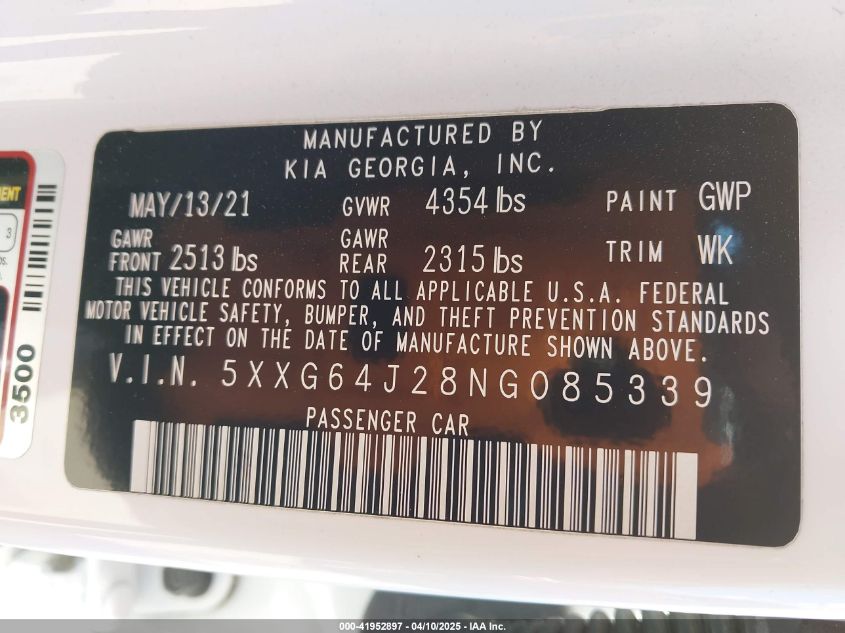 MANUFACTURED BY
KIA GEORGIA, INC.
MAY/13/21 GVWR 4354 lbs PAINT GWP
GAWR FRONT 2513 lbs GAWR REAR 2315 lbs TRIM WK
THIS VEHICLE CONFORMS TO ALL APPLICABLE U.S.A. FEDERAL
MOTOR VEHICLE SAFETY, BUMPER, AND THEFT PREVENTION STANDARDS
IN EFFECT ON THE DATE OF MANUFACTURE SHOWN ABOVE.
V.I.N. 5XXG64J28NG085339
PASSENGER CAR
3
3500
000-41952897 - 04/10/2025 - IAA Inc.